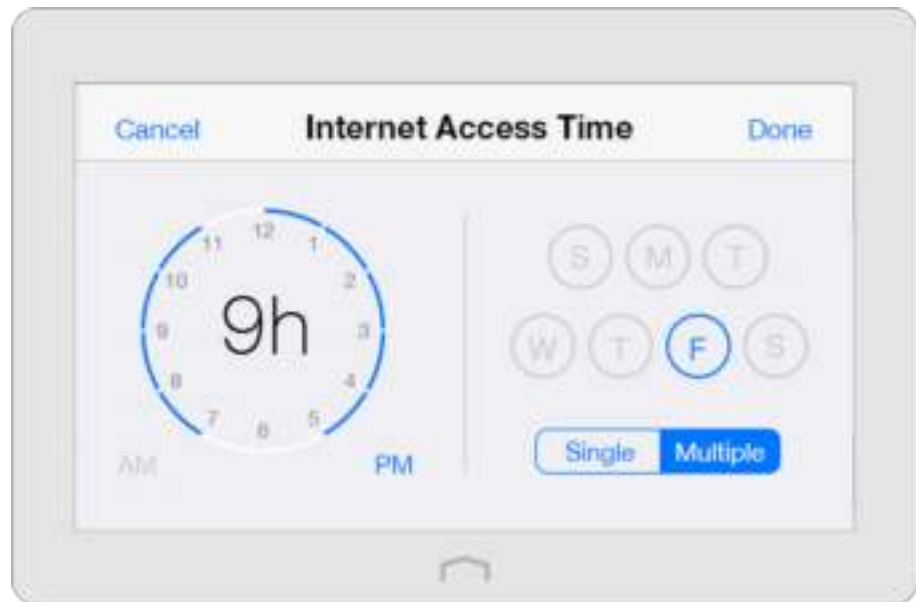 Cancel Internet Access Time Done
12
11 1
10 2
9 9h 3
8 4
7 6 5
AM PM
S M T
W T F S
Single Multiple